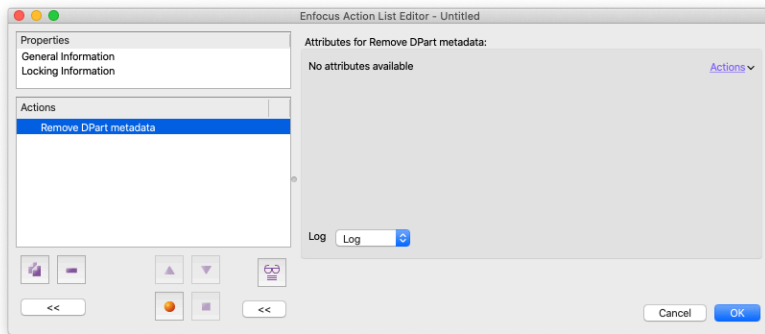 Enfocus Action List Editor - Untitled
Properties
General Information
Locking Information
Actions
Remove DPart metadata
<<
<<
Attributes for Remove DPart metadata:
No attributes available
Actions
Log
Log
Cancel
OK